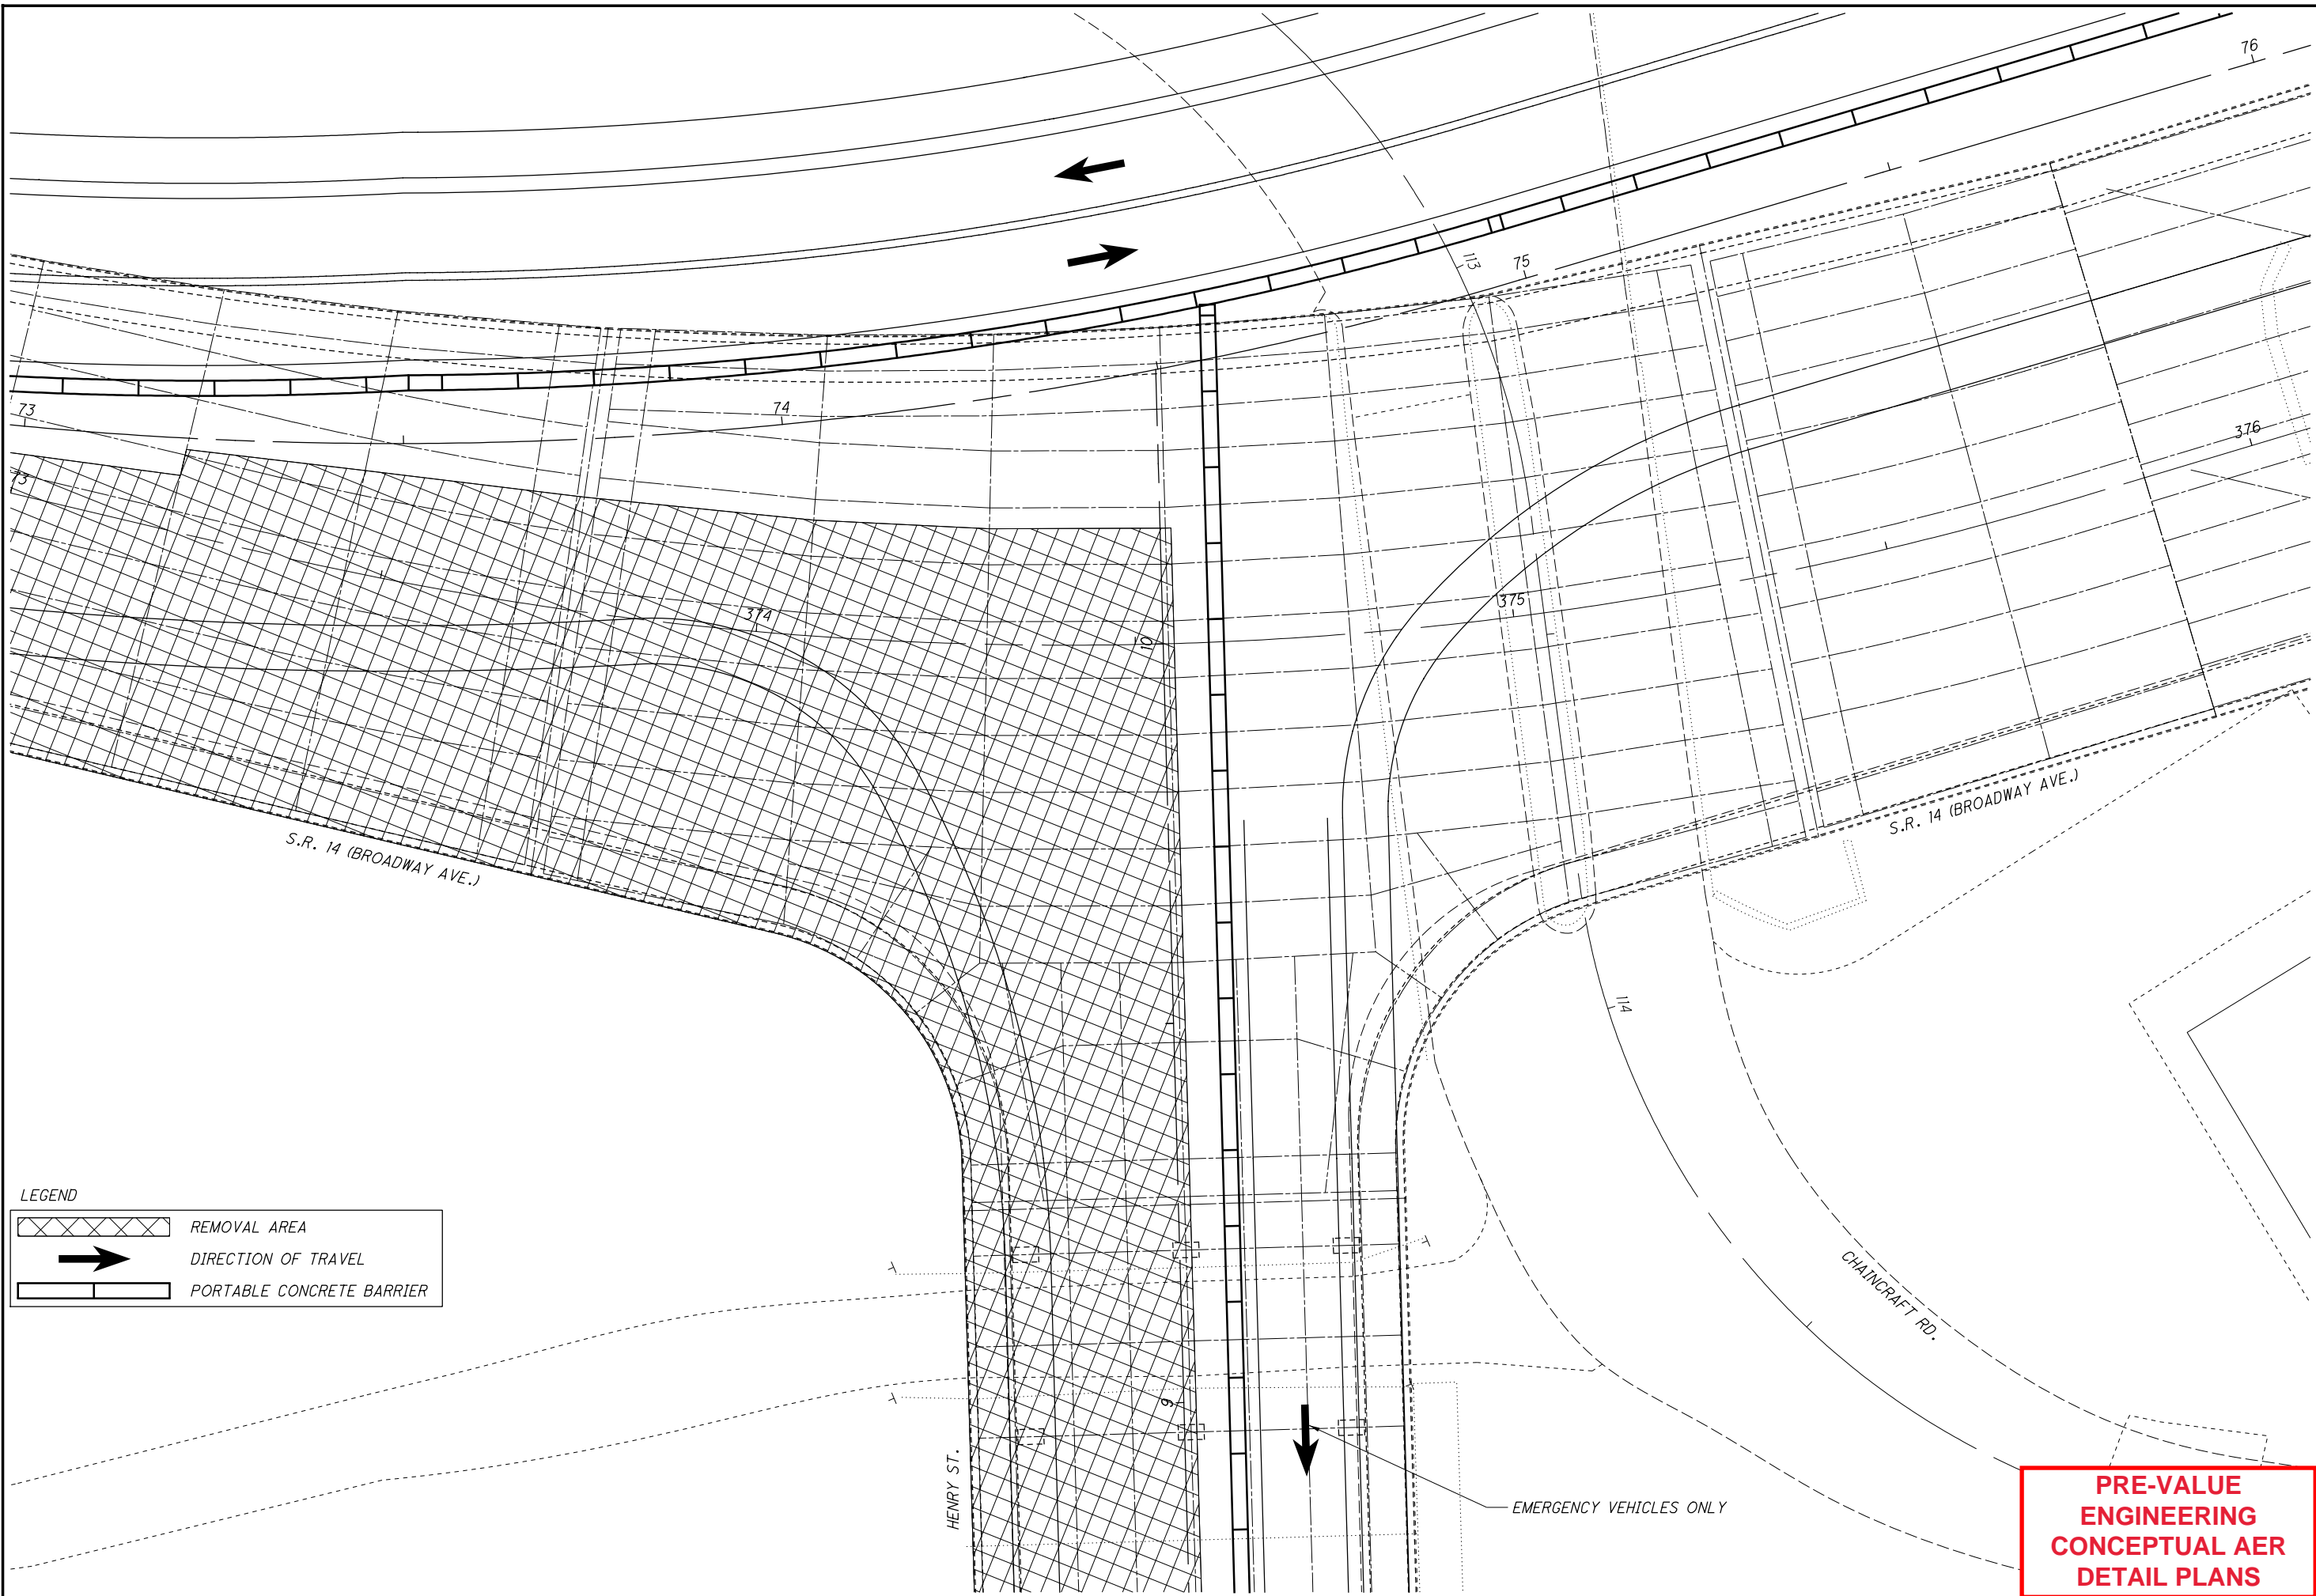 76
113
75
73
74
376
73
374
375
10
S.R. 14 (BROADWAY AVE.)
S.R. 14 (BROADWAY AVE.)
114
LEGEND
REMOVAL AREA
DIRECTION OF TRAVEL
PORTABLE CONCRETE BARRIER
CHAINCRAFT RD.
9
HENRY ST.
EMERGENCY VEHICLES ONLY
PRE-VALUE
ENGINEERING
CONCEPTUAL AER
DETAIL PLANS